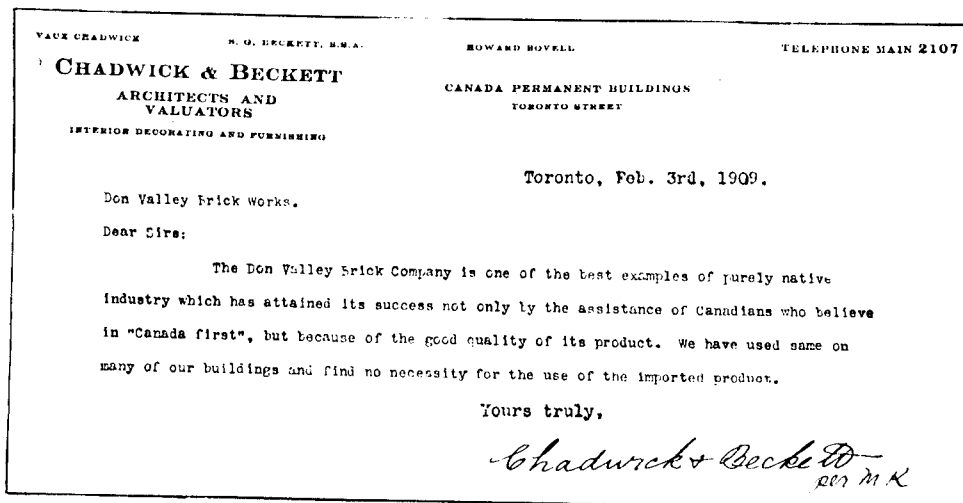 VAUX CHADWICK S. G. BECKETT, B.S.A. HOWARD BOVELL TELEPHONE MAIN 2107
CHADWICK & BECKETT
ARCHITECTS AND
VALUATORS
INTERIOR DECORATING AND FURNISHING
CANADA PERMANENT BUILDINGS
TORONTO STREET
Toronto, Feb. 3rd, 1909.
Don Valley Brick Works.
Dear Sirs:
The Don Valley Brick Company is one of the best examples of purely native
industry which has attained its success not only by the assistance of Canadians who believe
in "Canada first", but because of the good quality of its product. We have used same on
many of our buildings and find no necessity for the use of the imported product.
Yours truly,
Chadwick & Beckett
per M K